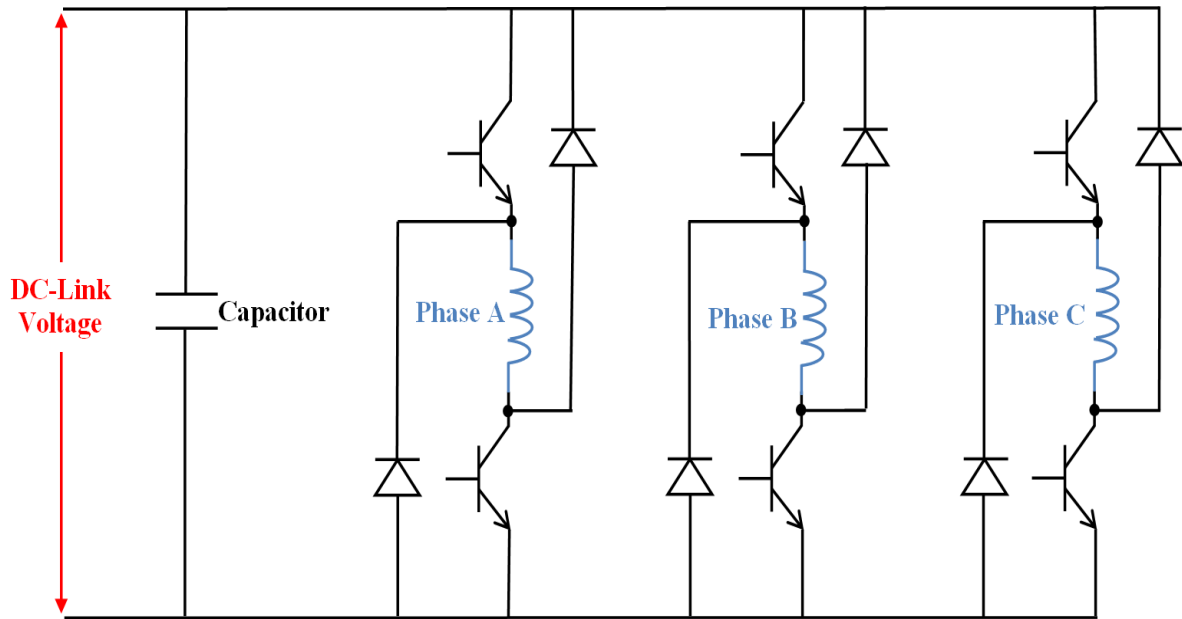 DC-Link
Voltage
Capacitor
Phase A
Phase B
Phase C